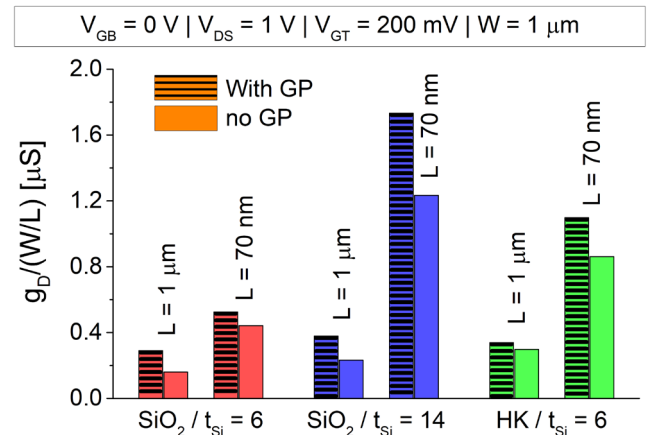 V_GB = 0 V | V_DS = 1 V | V_GT = 200 mV | W = 1 μm
With GP
no GP
g_D/(W/L) [μS]
2.0
1.6
1.2
0.8
0.4
0.0
L = 1 μm
L = 70 nm
L = 1 μm
L = 70 nm
L = 1 μm
L = 70 nm
SiO₂ / t_Si = 6
SiO₂ / t_Si = 14
HK / t_Si = 6